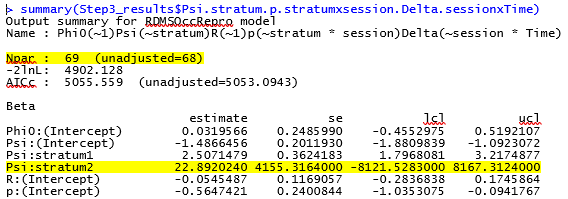 > summary(Step3_results$Psi.stratum.p.stratumxsession.Delta.sessionxTime)
Output summary for RDMSOccRepro model
Name : Phi0(~1)Psi(~stratum)R(~1)p(~stratum * session)Delta(~session * Time)
Npar :  69  (unadjusted=68)
-2lnL:  4902.128
AICc :  5055.559  (unadjusted=5053.0943)
Beta
estimate se lcl ucl
Phi0:(Intercept) 0.0319566 0.2485990 -0.4552975 0.5192107
Psi:(Intercept) -1.4866456 0.2011930 -1.8809839 -1.0923072
Psi:stratum1 2.5071479 0.3624183 1.7968081 3.2174877
Psi:stratum2 22.8920240 4155.3164000 -8121.5283000 8167.3124000
R:(Intercept) -0.0545487 0.1169057 -0.2836838 0.1745864
p:(Intercept) -0.5647421 0.2400844 -1.0353075 -0.0941767